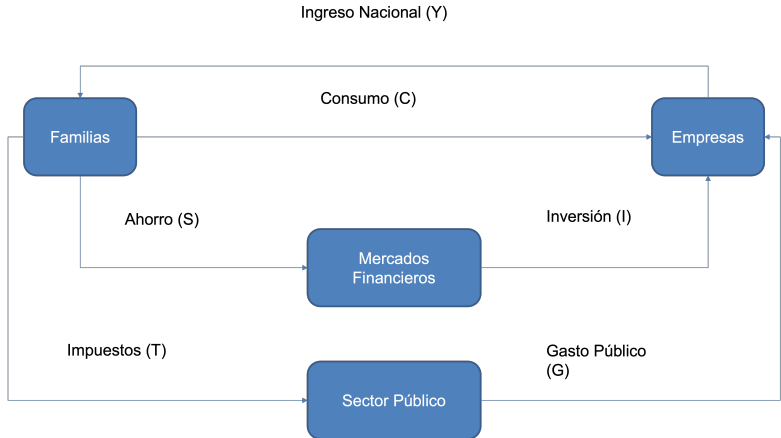 Ingreso Nacional (Y)
Consumo (C)
Familias
Empresas
Ahorro (S)
Inversión (I)
Mercados
Financieros
Impuestos (T)
Gasto Público
(G)
Sector Público